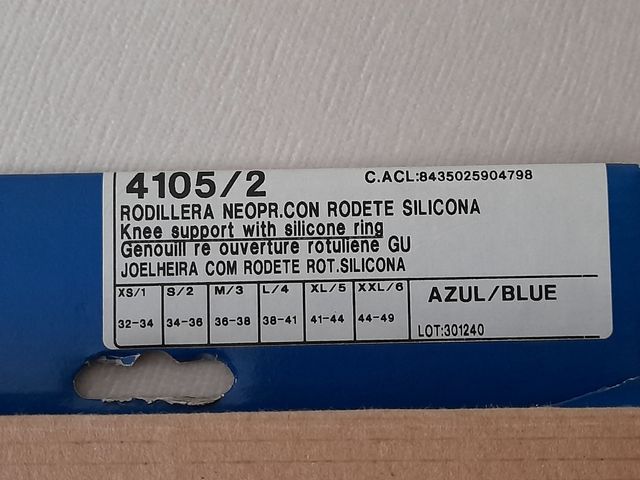 4105/2 C.ACL:8435025904798
RODILLERA NEOPR.CON RODETE SILICONA
Knee support with silicone ring
Genouill re ouverture rotuliene GU
JOELHEIRA COM RODETE ROT.SILICONA
XS/1 S/2 M/3 L/4 XL/5 XXL/6
32-34 34-36 36-38 38-41 41-44 44-49
AZUL/BLUE
LOT:301240